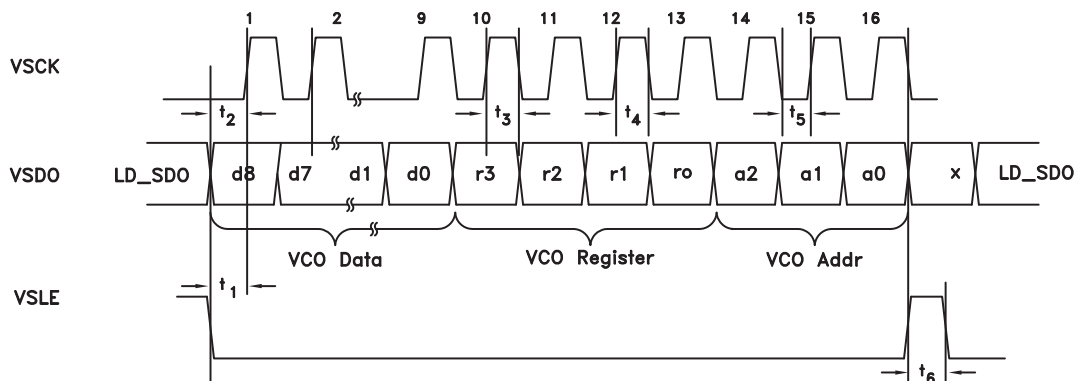 1 2 9 10 11 12 13 14 15 16
VSCK
t2 t3 t4 t5
VSDO LD_SDO d8 d7 d1 d0 r3 r2 r1 ro a2 a1 a0 x LD_SDO
VCO Data VCO Register VCO Addr
t1
VSLE
t6